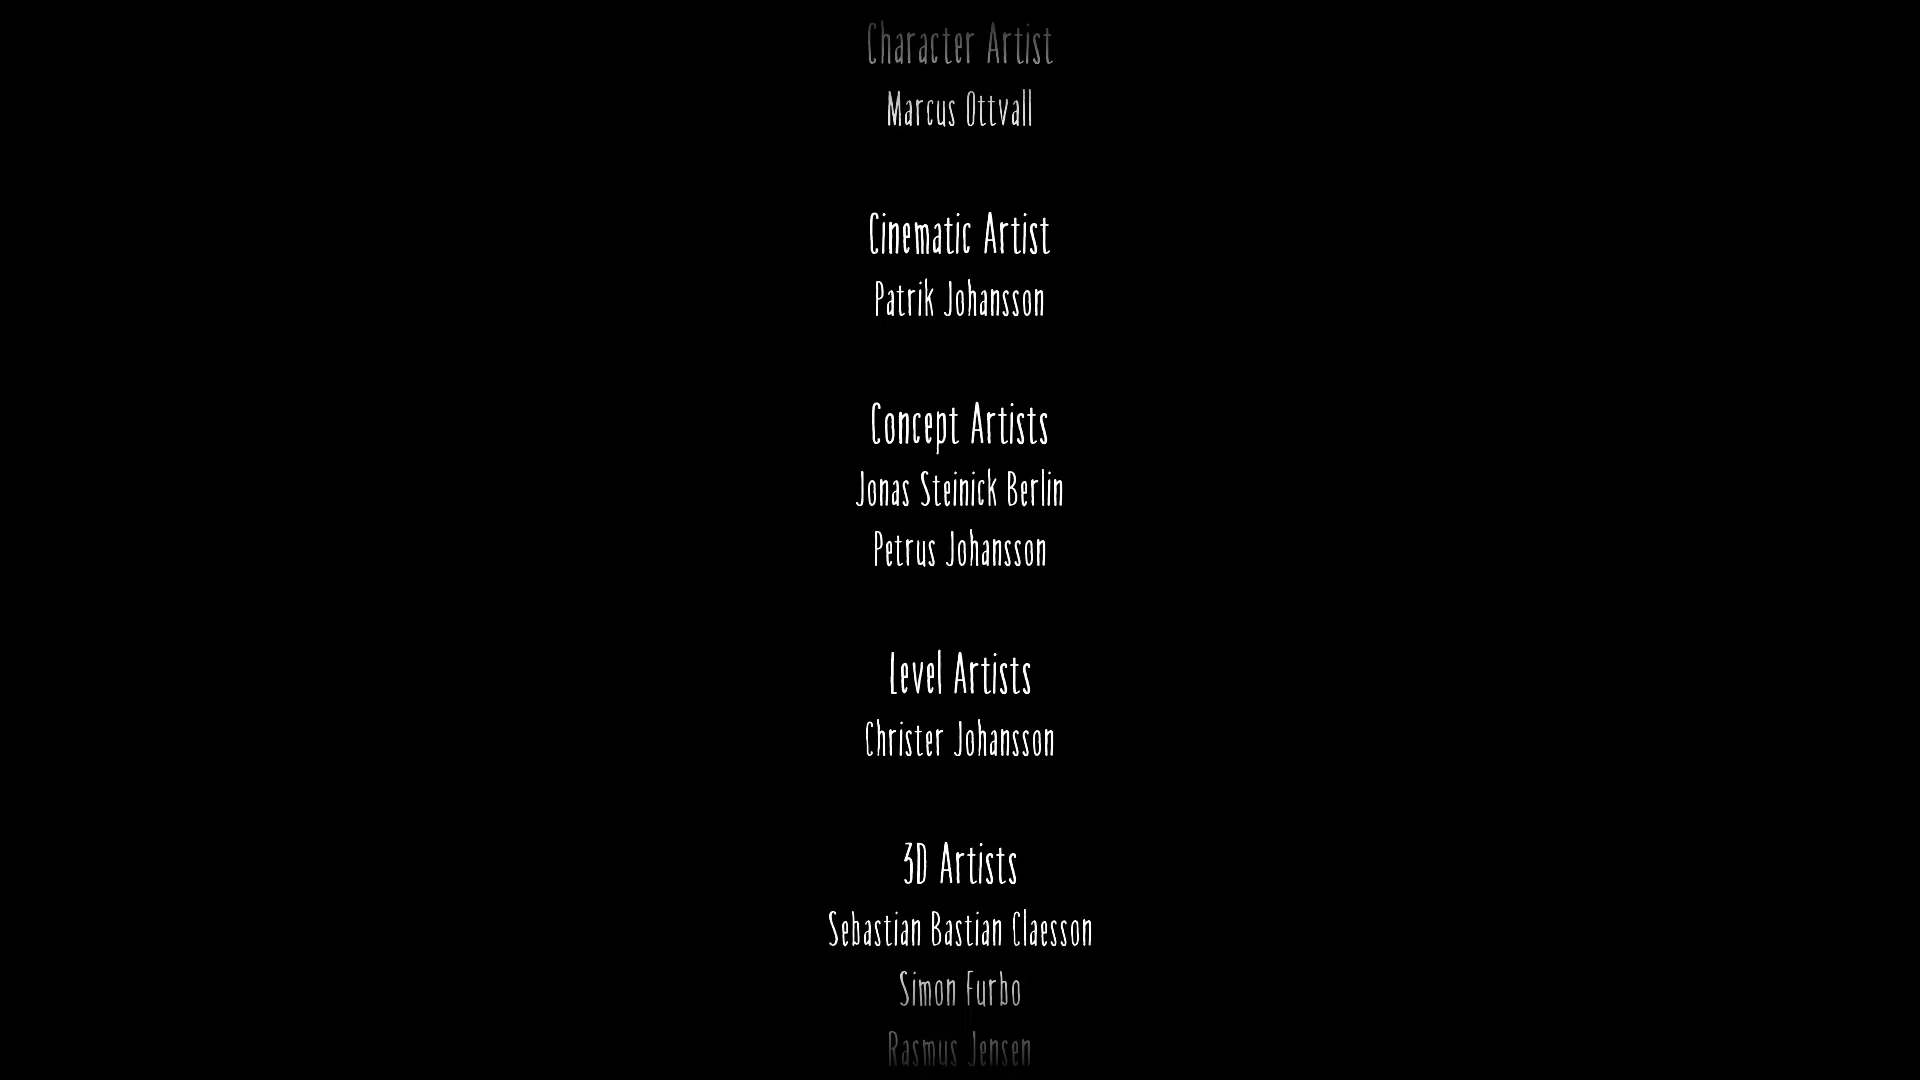 Character Artist
Marcus Ottvall
Cinematic Artist
Patrik Johansson
Concept Artists
Jonas Steinick Berlin
Petrus Johansson
Level Artists
Christer Johansson
3D Artists
Sebastian Bastian Claesson
Simon Furbo
Rasmus Jensen